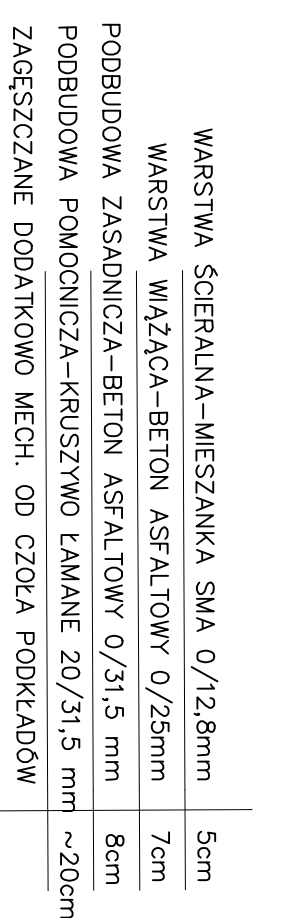 WARSTWA ŚCIERALNA-MIESZANKA SMA 0/12,8mm 5cm
WARSTWA WIĄŻĄCA-BETON ASFALTOWY 0/25mm 7cm
PODBUDOWA ZASADNICZA-BETON ASFALTOWY 0/31,5 mm 8cm
PODBUDOWA POMOCNICZA-KRUSZYWO ŁAMANE 20/31,5 mm ~20cm
ZAGĘSZCZANE DODATKOWO MECH. OD CZOŁA PODKŁADÓW